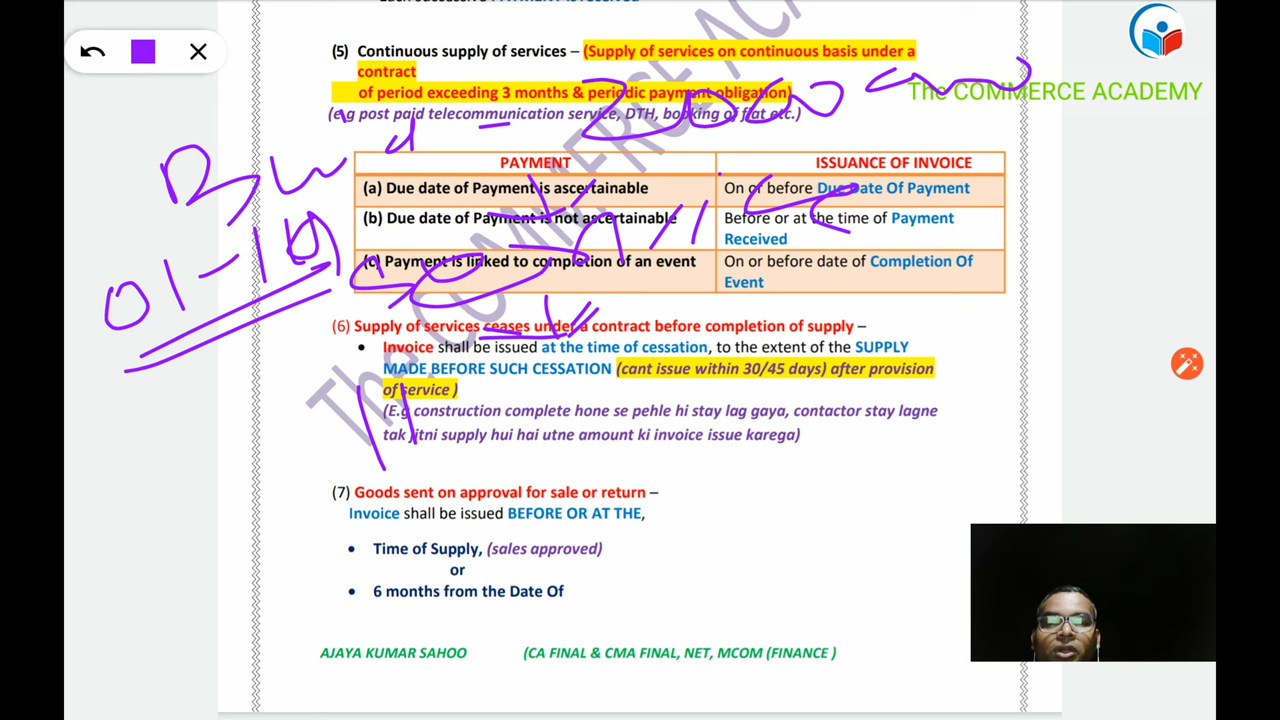 The COMMERCE ACADEMY
(5) Continuous supply of services – (Supply of services on continuous basis under a
contract
of period exceeding 3 months & periodic payment obligation)
(e.g post paid telecommunication service, DTH, booking of flat etc.)
PAYMENT ISSUANCE OF INVOICE
(a) Due date of Payment is ascertainable On or before Due Date Of Payment
(b) Due date of Payment is not ascertainable Before or at the time of Payment
Received
(c) Payment is linked to completion of an event On or before date of Completion Of
Event
(6) Supply of services ceases under a contract before completion of supply –
• Invoice shall be issued at the time of cessation, to the extent of the SUPPLY
MADE BEFORE SUCH CESSATION (cant issue within 30/45 days) after provision
of service )
(E.g construction complete hone se pehle hi stay lag gaya, contactor stay lagne
tak jitni supply hui hai utne amount ki invoice issue karega)
(7) Goods sent on approval for sale or return –
Invoice shall be issued BEFORE OR AT THE,
• Time of Supply, (sales approved)
or
• 6 months from the Date Of
AJAYA KUMAR SAHOO (CA FINAL & CMA FINAL, NET, MCOM (FINANCE )